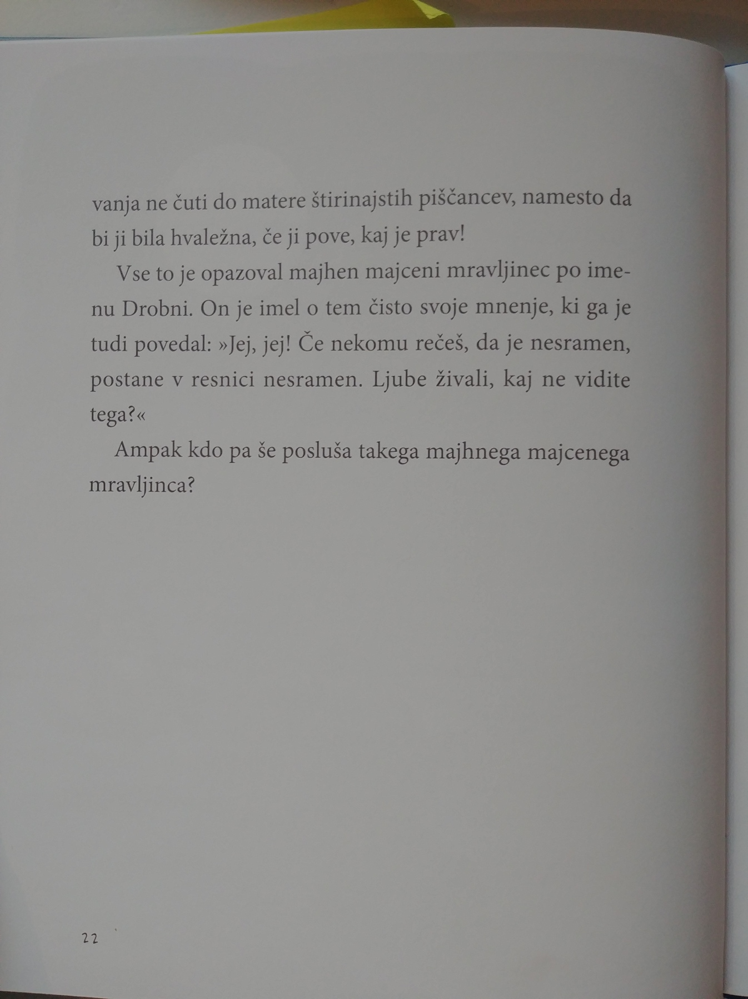 vanja ne čuti do matere štirinajstih piščancev, namesto da
bi ji bila hvaležna, če ji pove, kaj je prav!
Vse to je opazoval majhen majceni mravljinec po ime-
nu Drobni. On je imel o tem čisto svoje mnenje, ki ga je
tudi povedal: »Jej, jej! Če nekomu rečeš, da je nesramen,
postane v resnici nesramen. Ljube živali, kaj ne vidite
tega?«
Ampak kdo pa še posluša takega majhnega majcenega
mravljinca?
22